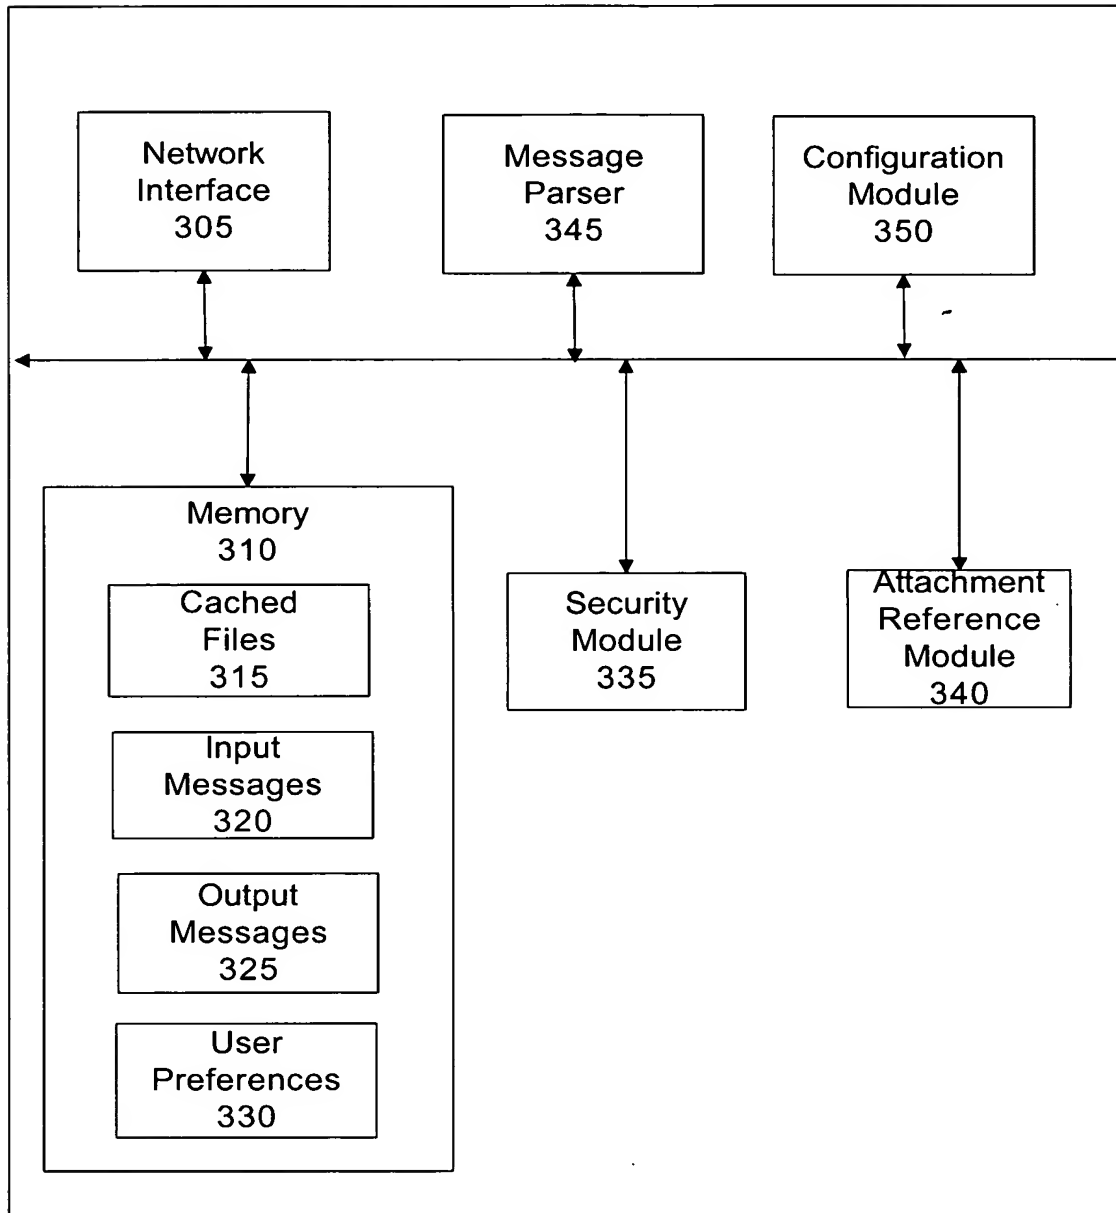 Network
Interface
305
Message
Parser
345
Configuration
Module
350
Memory
310
Cached
Files
315
Input
Messages
320
Output
Messages
325
User
Preferences
330
Security
Module
335
Attachment
Reference
Module
340